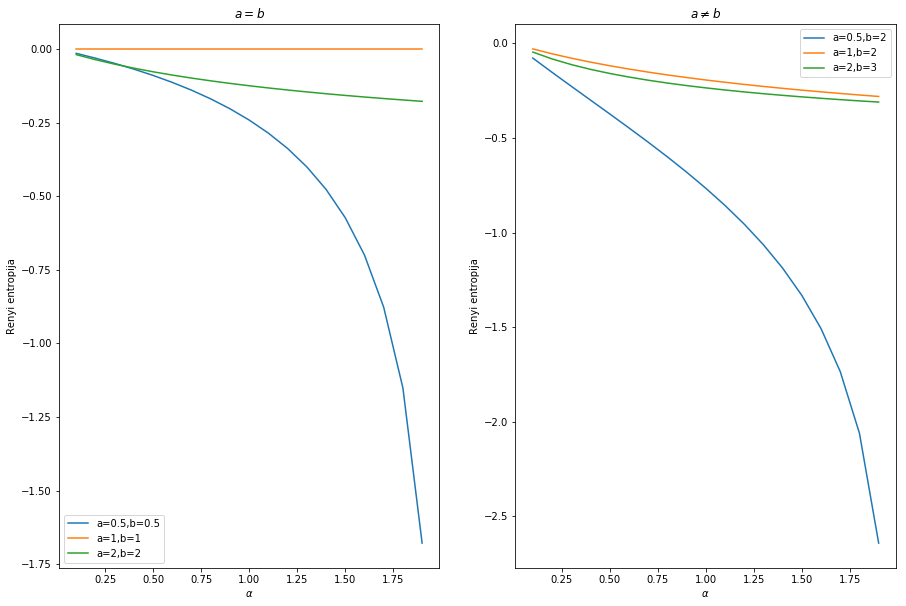 a = b
0.00
−0.25
−0.50
−0.75
−1.00
−1.25
−1.50
−1.75
Renyi entropija
a=0.5,b=0.5
a=1,b=1
a=2,b=2
0.25 0.50 0.75 1.00 1.25 1.50 1.75
α
a ≠ b
0.0
−0.5
−1.0
−1.5
−2.0
−2.5
Renyi entropija
a=0.5,b=2
a=1,b=2
a=2,b=3
0.25 0.50 0.75 1.00 1.25 1.50 1.75
α